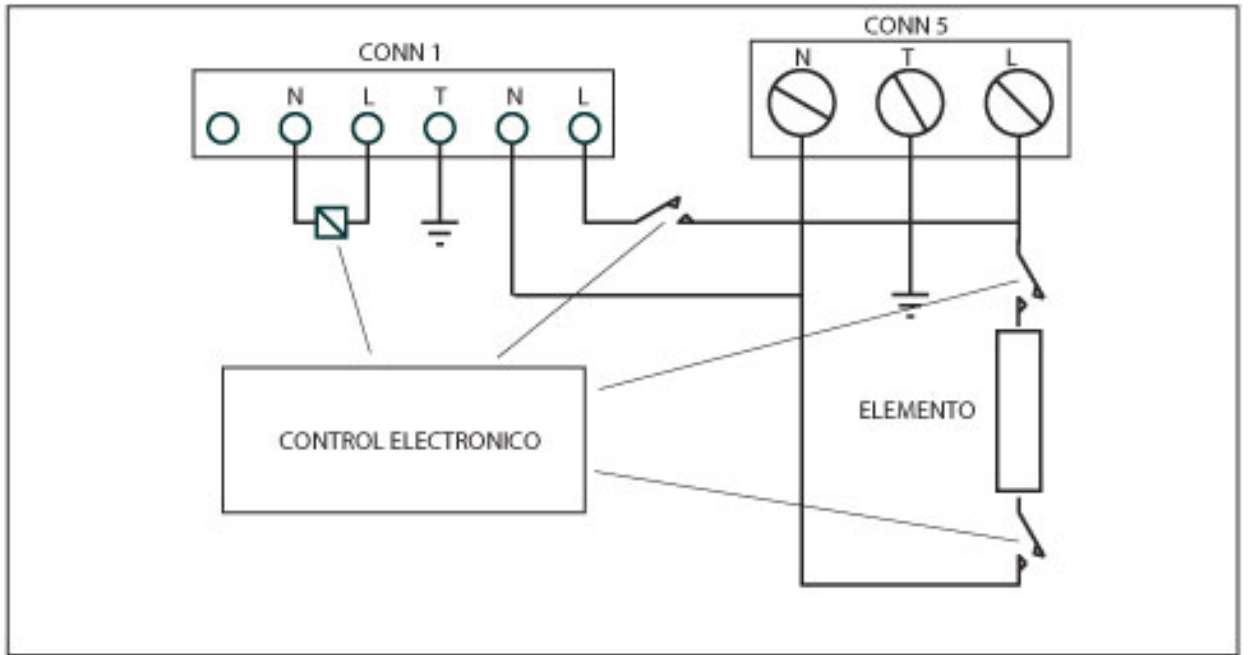 CONN 1
CONN 5
N L T N L
N T L
ELEMENTO
CONTROL ELECTRONICO